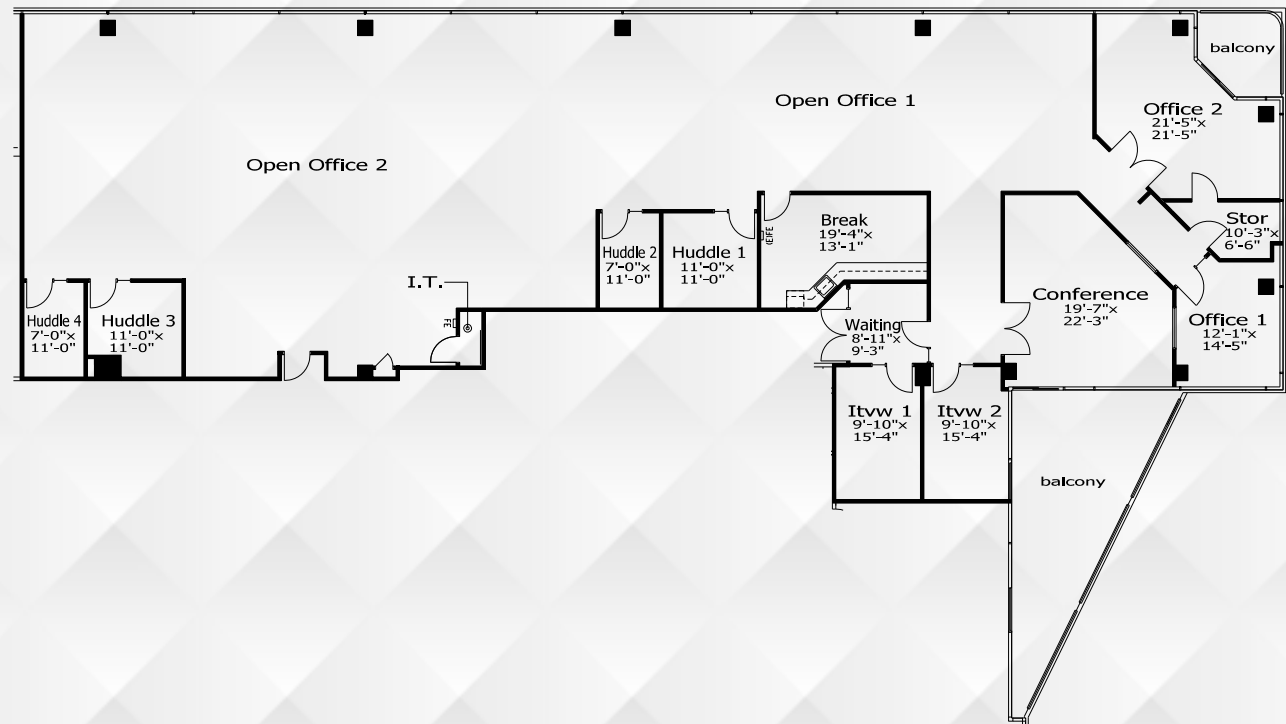 balcony
Open Office 1
Office 2
21'-5"x
21'-5"
Open Office 2
Break
19'-4"x
13'-1"
Stor
10'-3"x
6'-6"
Huddle 2
7'-0"x
11'-0"
Huddle 1
11'-0"x
11'-0"
I.T.
FE
Conference
19'-7"x
22'-3"
Office 1
12'-1"x
14'-5"
Huddle 4
7'-0"x
11'-0"
Huddle 3
11'-0"x
11'-0"
Waiting
8'-11"x
9'-3"
Itvw 1
9'-10"x
15'-4"
Itvw 2
9'-10"x
15'-4"
balcony